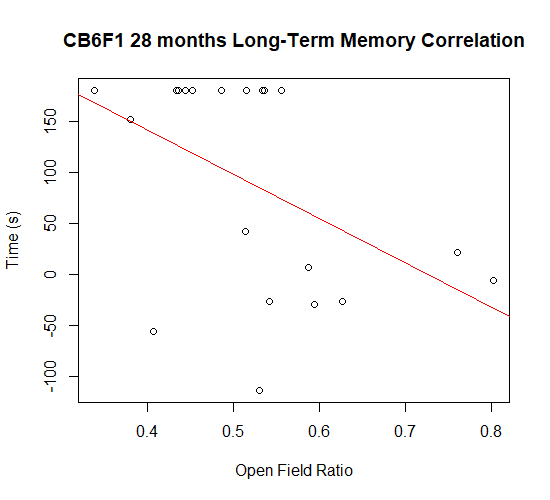 CB6F1 28 months Long-Term Memory Correlation
Time (s)
150
100
50
0
-50
-100
0.4 0.5 0.6 0.7 0.8
Open Field Ratio